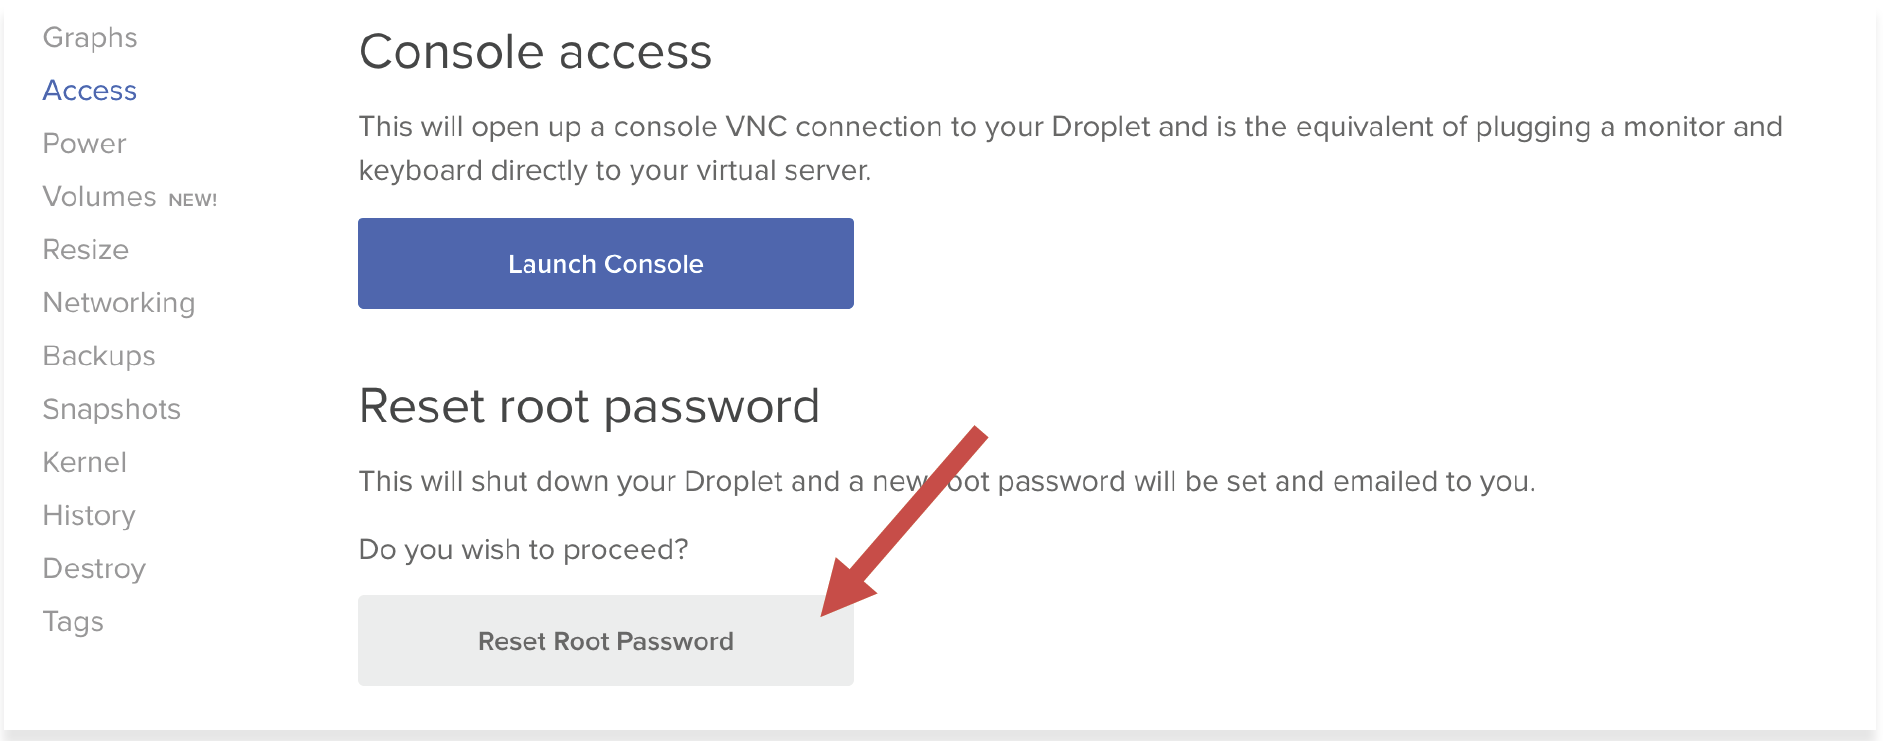 Graphs
Access
Power
Volumes NEW!
Resize
Networking
Backups
Snapshots
Kernel
History
Destroy
Tags
Console access
This will open up a console VNC connection to your Droplet and is the equivalent of plugging a monitor and
keyboard directly to your virtual server.
Launch Console
Reset root password
This will shut down your Droplet and a new root password will be set and emailed to you.
Do you wish to proceed?
Reset Root Password